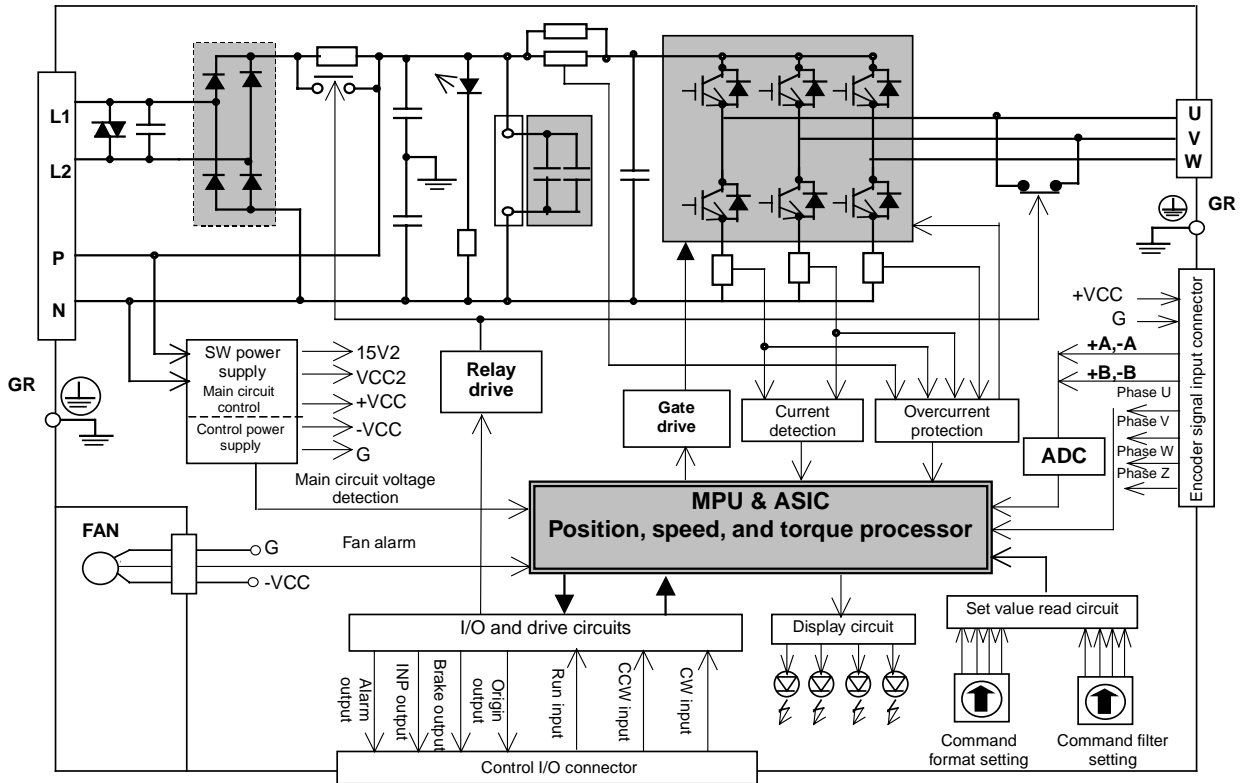 L1
L2
P
N
U
V
W
GR
GR
SW power
supply
Main circuit
control
Control power
supply
15V2
VCC2
+VCC
-VCC
G
Relay
drive
Gate
drive
Current
detection
Overcurrent
protection
ADC
+VCC
G
+A,-A
+B,-B
Phase U
Phase V
Phase W
Phase Z
Encoder signal input connector
Main circuit voltage
detection
MPU & ASIC
Position, speed, and torque processor
FAN
G
-VCC
Fan alarm
I/O and drive circuits
Display circuit
Set value read circuit
Alarm
output
INP output
Brake output
Origin
output
Run input
CCW input
CW input
Command
format setting
Command filter
setting
Control I/O connector